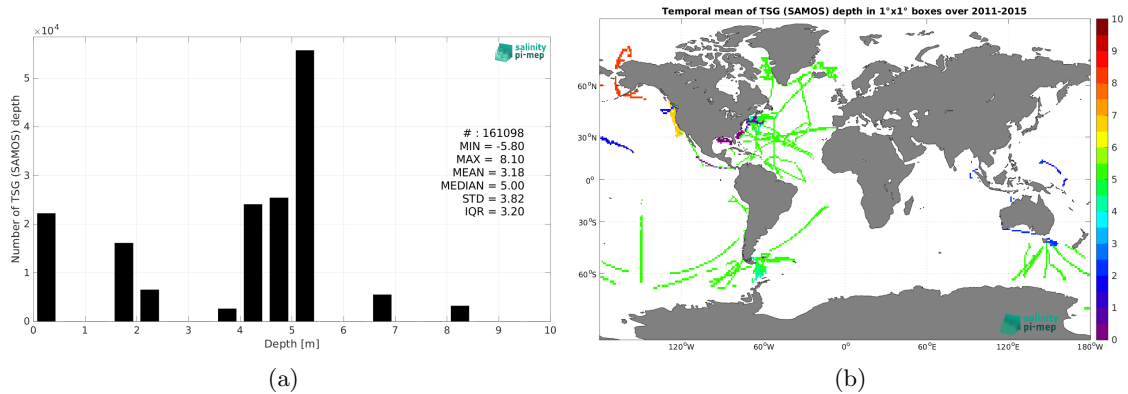 ×10⁴
5
4
3
2
1
0
Number of TSG (SAMOS) depth
0 1 2 3 4 5 6 7 8 9 10
Depth [m]
salinity
pi-mep
# : 161098
MIN = -5.80
MAX = 8.10
MEAN = 3.18
MEDIAN = 5.00
STD = 3.82
IQR = 3.20
(a)
Temporal mean of TSG (SAMOS) depth in 1°x1° boxes over 2011-2015
60°N
30°N
0°
30°S
60°S
120°W 60°W 0° 60°E 120°E 180°W
salinity
pi-mep
10
9
8
7
6
5
4
3
2
1
0
(b)